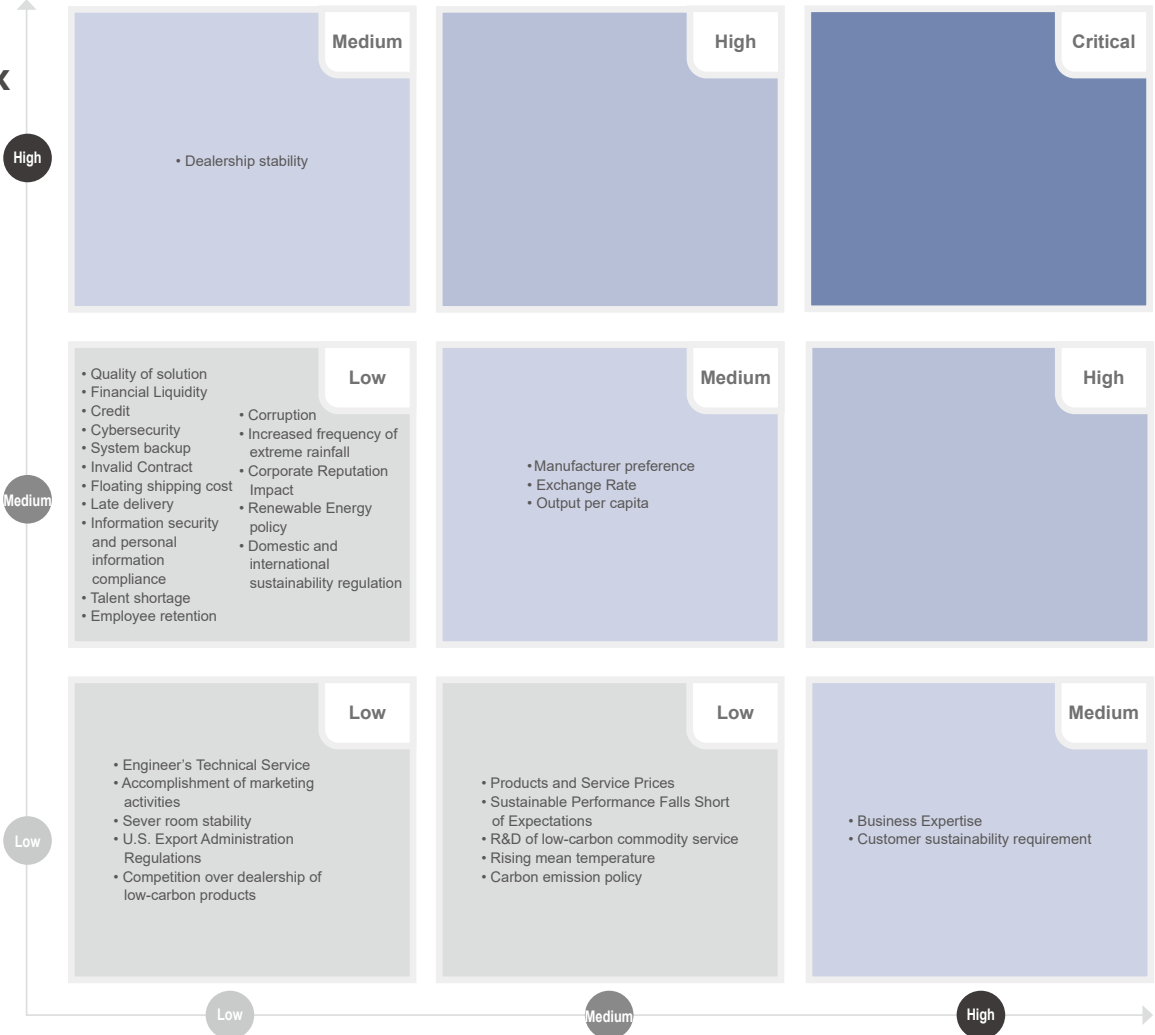 x
High
Medium
• Dealership stability
High
Critical
Medium
Low
• Quality of solution
• Financial Liquidity
• Credit
• Cybersecurity
• System backup
• Invalid Contract
• Floating shipping cost
• Late delivery
• Information security
and personal
information
compliance
• Talent shortage
• Employee retention
• Corruption
• Increased frequency of
extreme rainfall
• Corporate Reputation
Impact
• Renewable Energy
policy
• Domestic and
international
sustainability regulation
Medium
• Manufacturer preference
• Exchange Rate
• Output per capita
High
Low
Low
• Engineer’s Technical Service
• Accomplishment of marketing
activities
• Sever room stability
• U.S. Export Administration
Regulations
• Competition over dealership of
low-carbon products
Low
• Products and Service Prices
• Sustainable Performance Falls Short
of Expectations
• R&D of low-carbon commodity service
• Rising mean temperature
• Carbon emission policy
Medium
• Business Expertise
• Customer sustainability requirement
Low
Medium
High